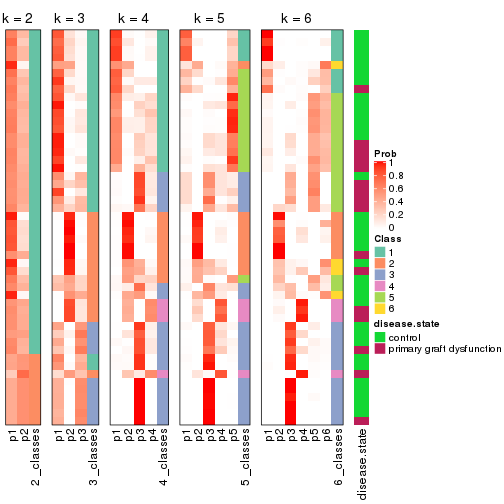 k = 2
k = 3
k = 4
k = 5
k = 6
Prob
1
0.8
0.6
0.4
0.2
0
Class
1
2
3
4
5
6
disease.state
control
primary graft dysfunction
p1
p2
2_classes
p1
p2
p3
3_classes
p1
p2
p3
p4
4_classes
p1
p2
p3
p4
p5
5_classes
p1
p2
p3
p4
p5
p6
6_classes
disease.state